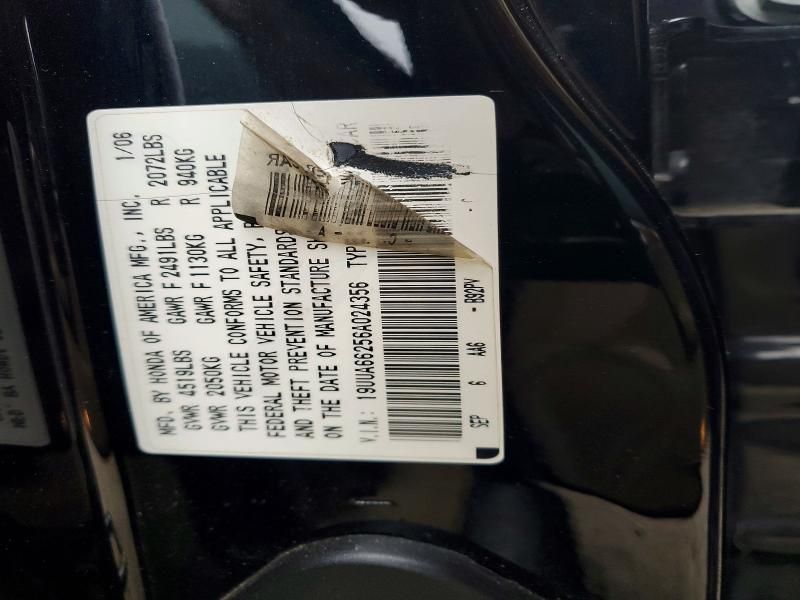 MFD. BY HONDA OF AMERICA MFG., INC. 1/06
GVWR 4519LBS GAWR F 2491LBS R 2072LBS
GVWR 2050KG GAWR F 1130KG R 940KG
THIS VEHICLE CONFORMS TO ALL APPLICABLE
FEDERAL MOTOR VEHICLE SAFETY,
AND THEFT PREVENTION STANDARDS
ON THE DATE OF MANUFACTURE
V.I.N.: 19UUA66256A024356
SEP 6 AA6 - B92PV